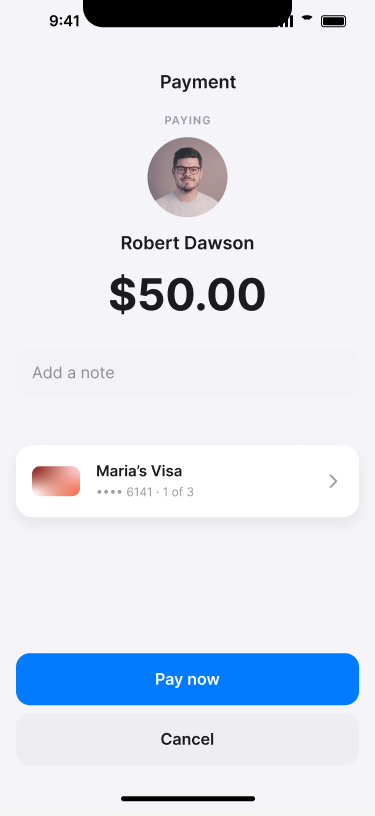 9:41
Payment
PAYING
Robert Dawson
$50.00
Add a note
Maria’s Visa
•••• 6141 · 1 of 3
Pay now
Cancel